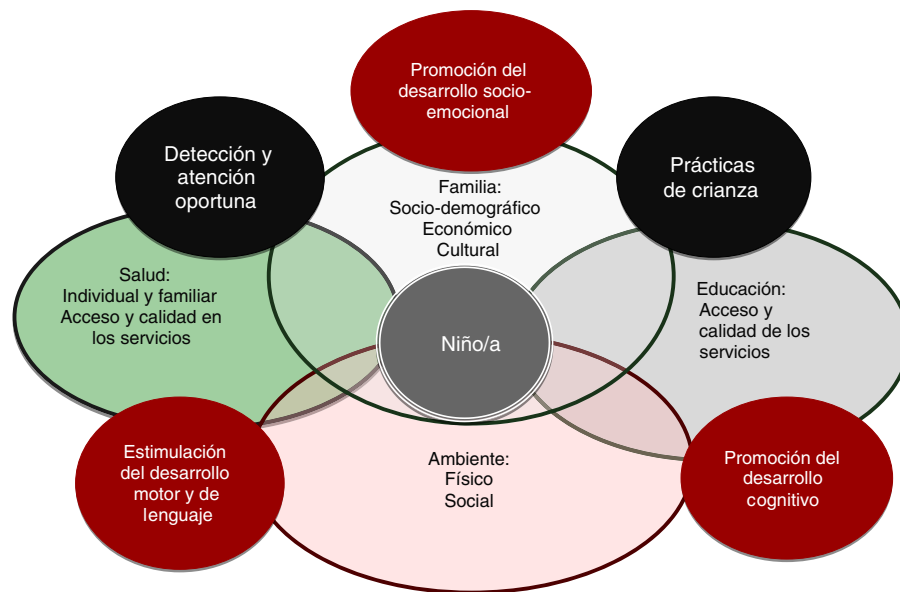 Promoción del
desarrollo socio-
emocional
Detección y
atención
oportuna
Prácticas
de crianza
Familia:
Socio-demográfico
Económico
Cultural
Salud:
Individual y familiar
Acceso y calidad en
los servicios
Educación:
Acceso y
calidad de los
servicios
Niño/a
Estimulación
del desarrollo
motor y de
lenguaje
Ambiente:
Físico
Social
Promoción del
desarrollo
cognitivo